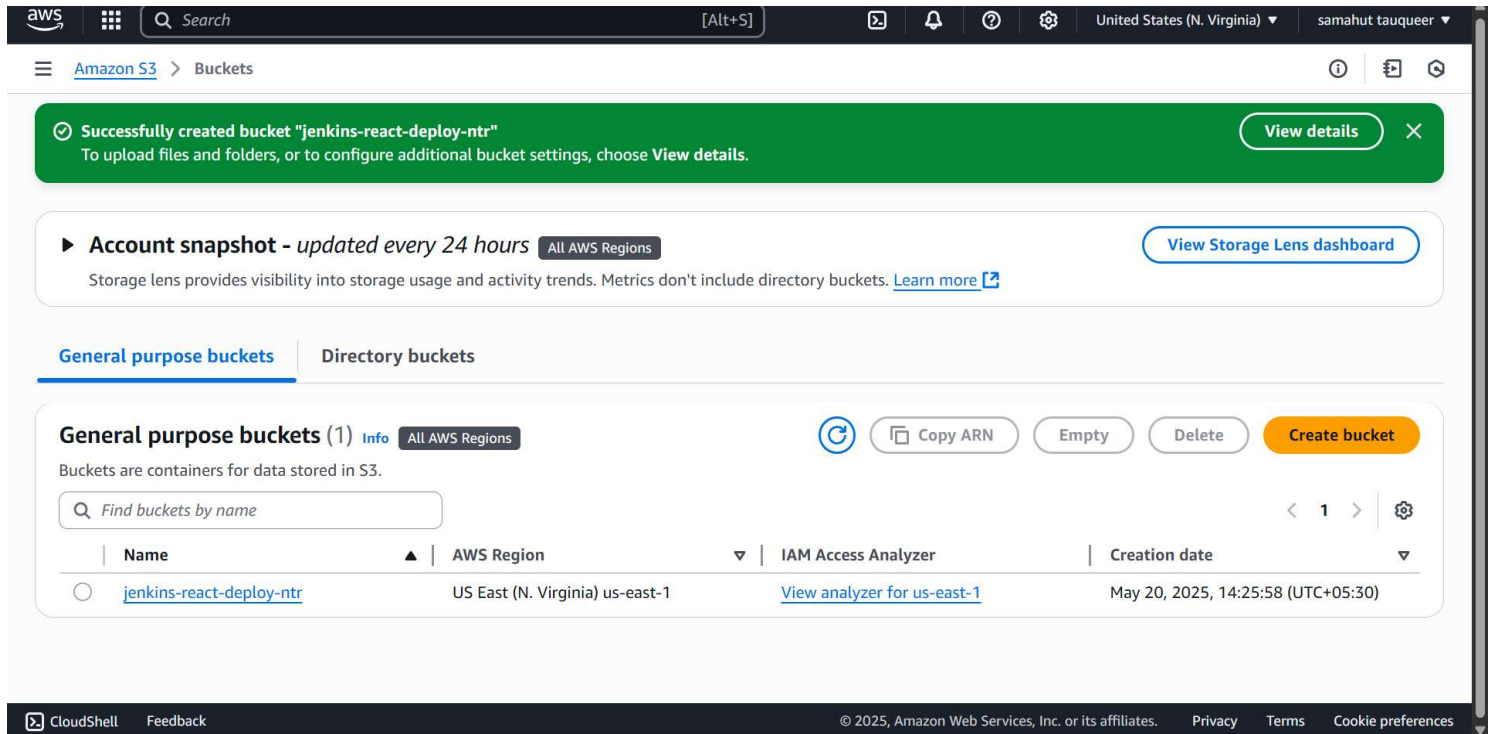 aws
Search [Alt+S] United States (N. Virginia) ▼ samahut tauqueer ▼
Amazon S3 > Buckets
Successfully created bucket "jenkins-react-deploy-ntr"
To upload files and folders, or to configure additional bucket settings, choose View details.
View details
Account snapshot - updated every 24 hours All AWS Regions
View Storage Lens dashboard
Storage lens provides visibility into storage usage and activity trends. Metrics don't include directory buckets. Learn more
General purpose buckets Directory buckets
General purpose buckets (1) Info All AWS Regions
Copy ARN Empty Delete Create bucket
Buckets are containers for data stored in S3.
Find buckets by name
< 1 >
Name AWS Region IAM Access Analyzer Creation date
jenkins-react-deploy-ntr US East (N. Virginia) us-east-1 View analyzer for us-east-1 May 20, 2025, 14:25:58 (UTC+05:30)
CloudShell Feedback © 2025, Amazon Web Services, Inc. or its affiliates. Privacy Terms Cookie preferences